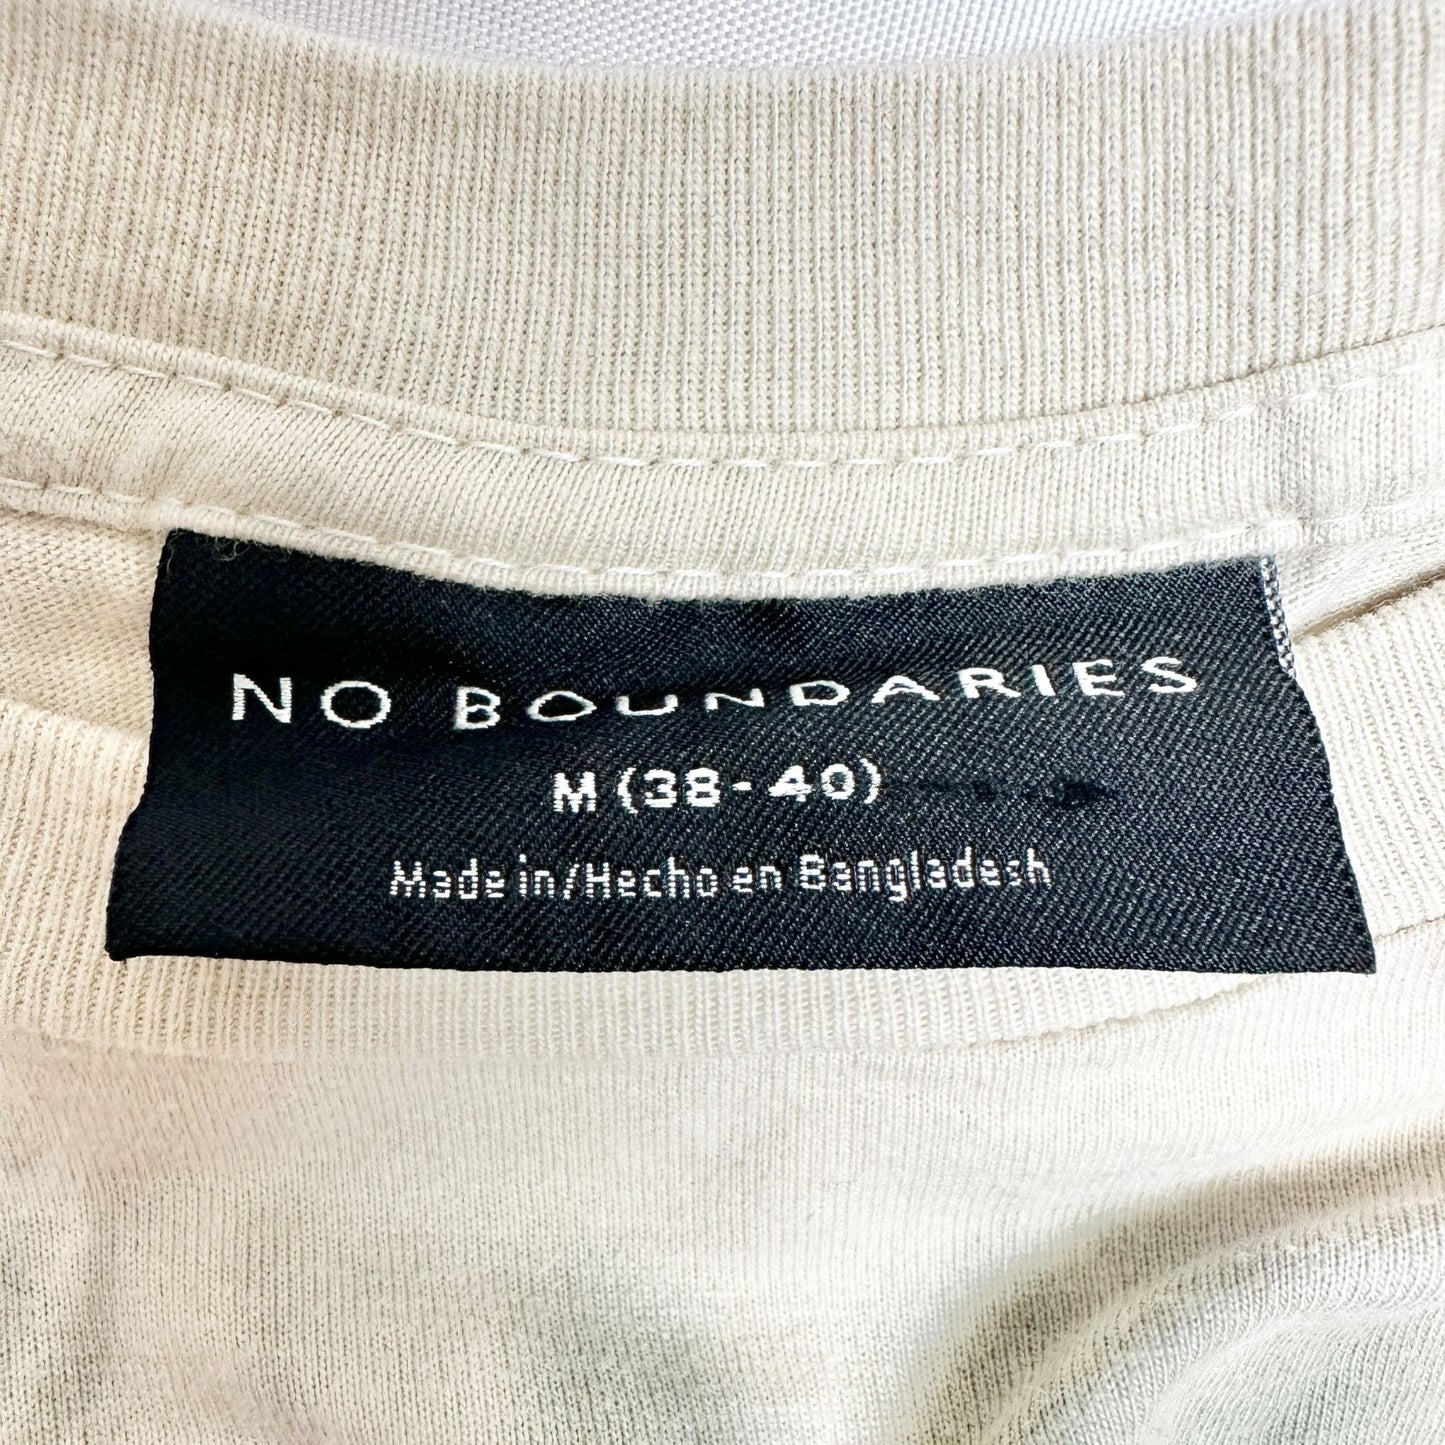 NO BOUNDARIES
M (38-40)
Made in/Hecho en Bangladesh